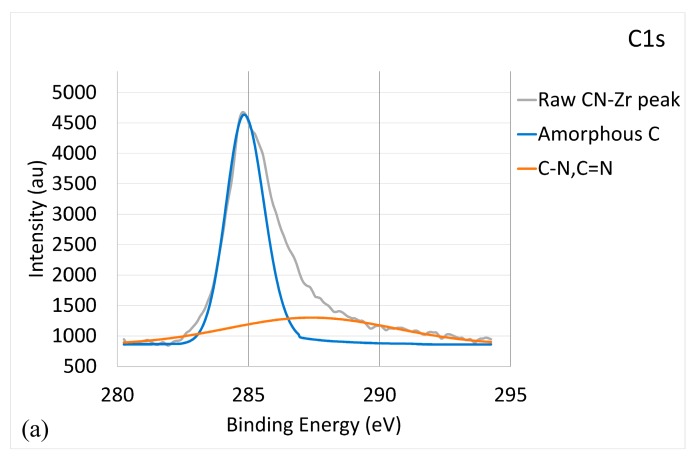 C1s
5000
4500
4000
3500
3000
2500
2000
1500
1000
500
Intensity (au)
280 285 290 295
Binding Energy (eV)
Raw CN-Zr peak
Amorphous C
C-N,C=N
(a)